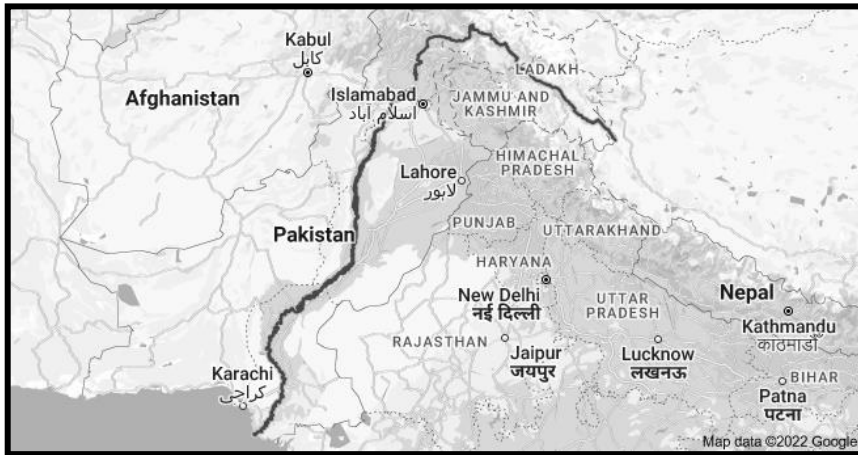 Kabul
کابل
Afghanistan
Islamabad
اسلام آباد
LADAKH
JAMMU AND
KASHMIR
Lahore
لاہور
HIMACHAL
PRADESH
Pakistan
PUNJAB
UTTARAKHAND
HARYANA
New Delhi
नई दिल्ली
UTTAR
PRADESH
Nepal
Kathmandu
काठमाडौं
RAJASTHAN
Jaipur
जयपुर
Lucknow
लखनऊ
Karachi
کراچی
BIHAR
Patna
पटना
Map data ©2022 Google